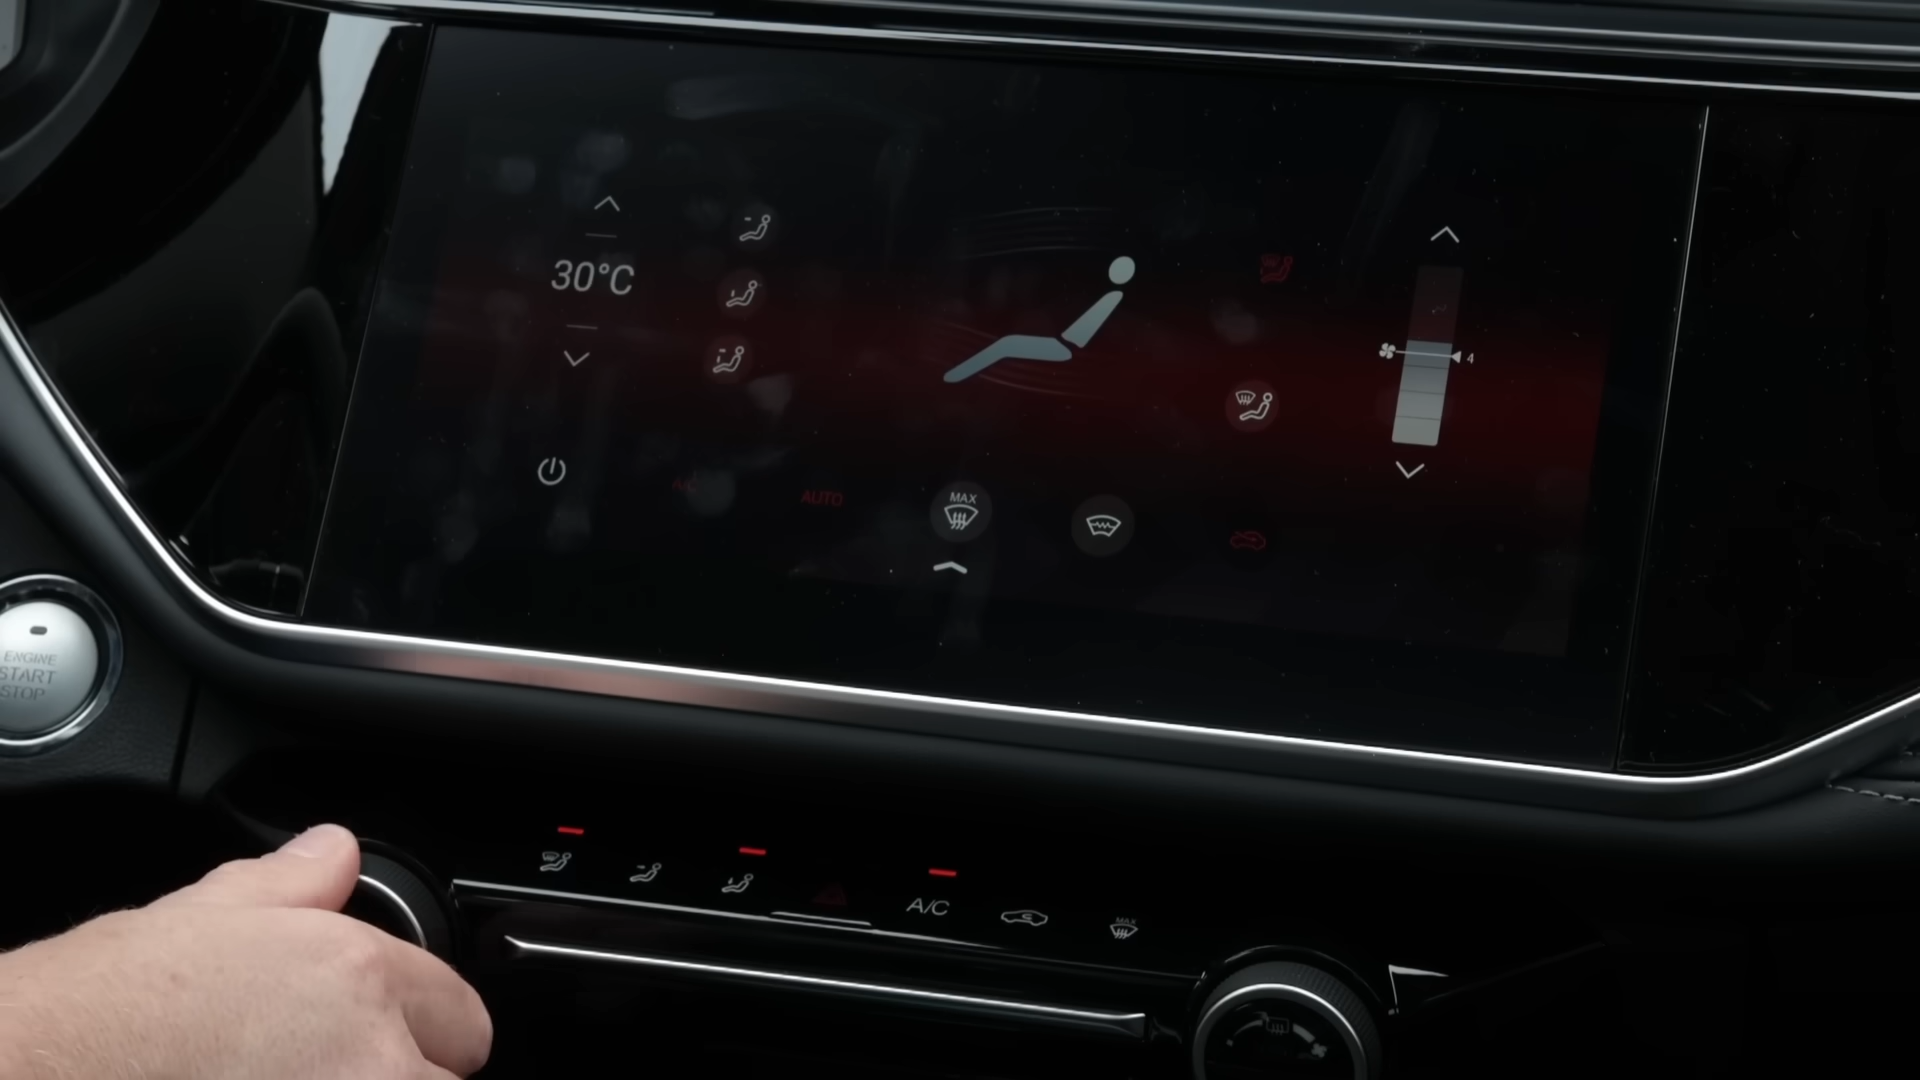 30°C
4
A/C
AUTO
MAX
ENGINE
START
STOP
A/C
MAX